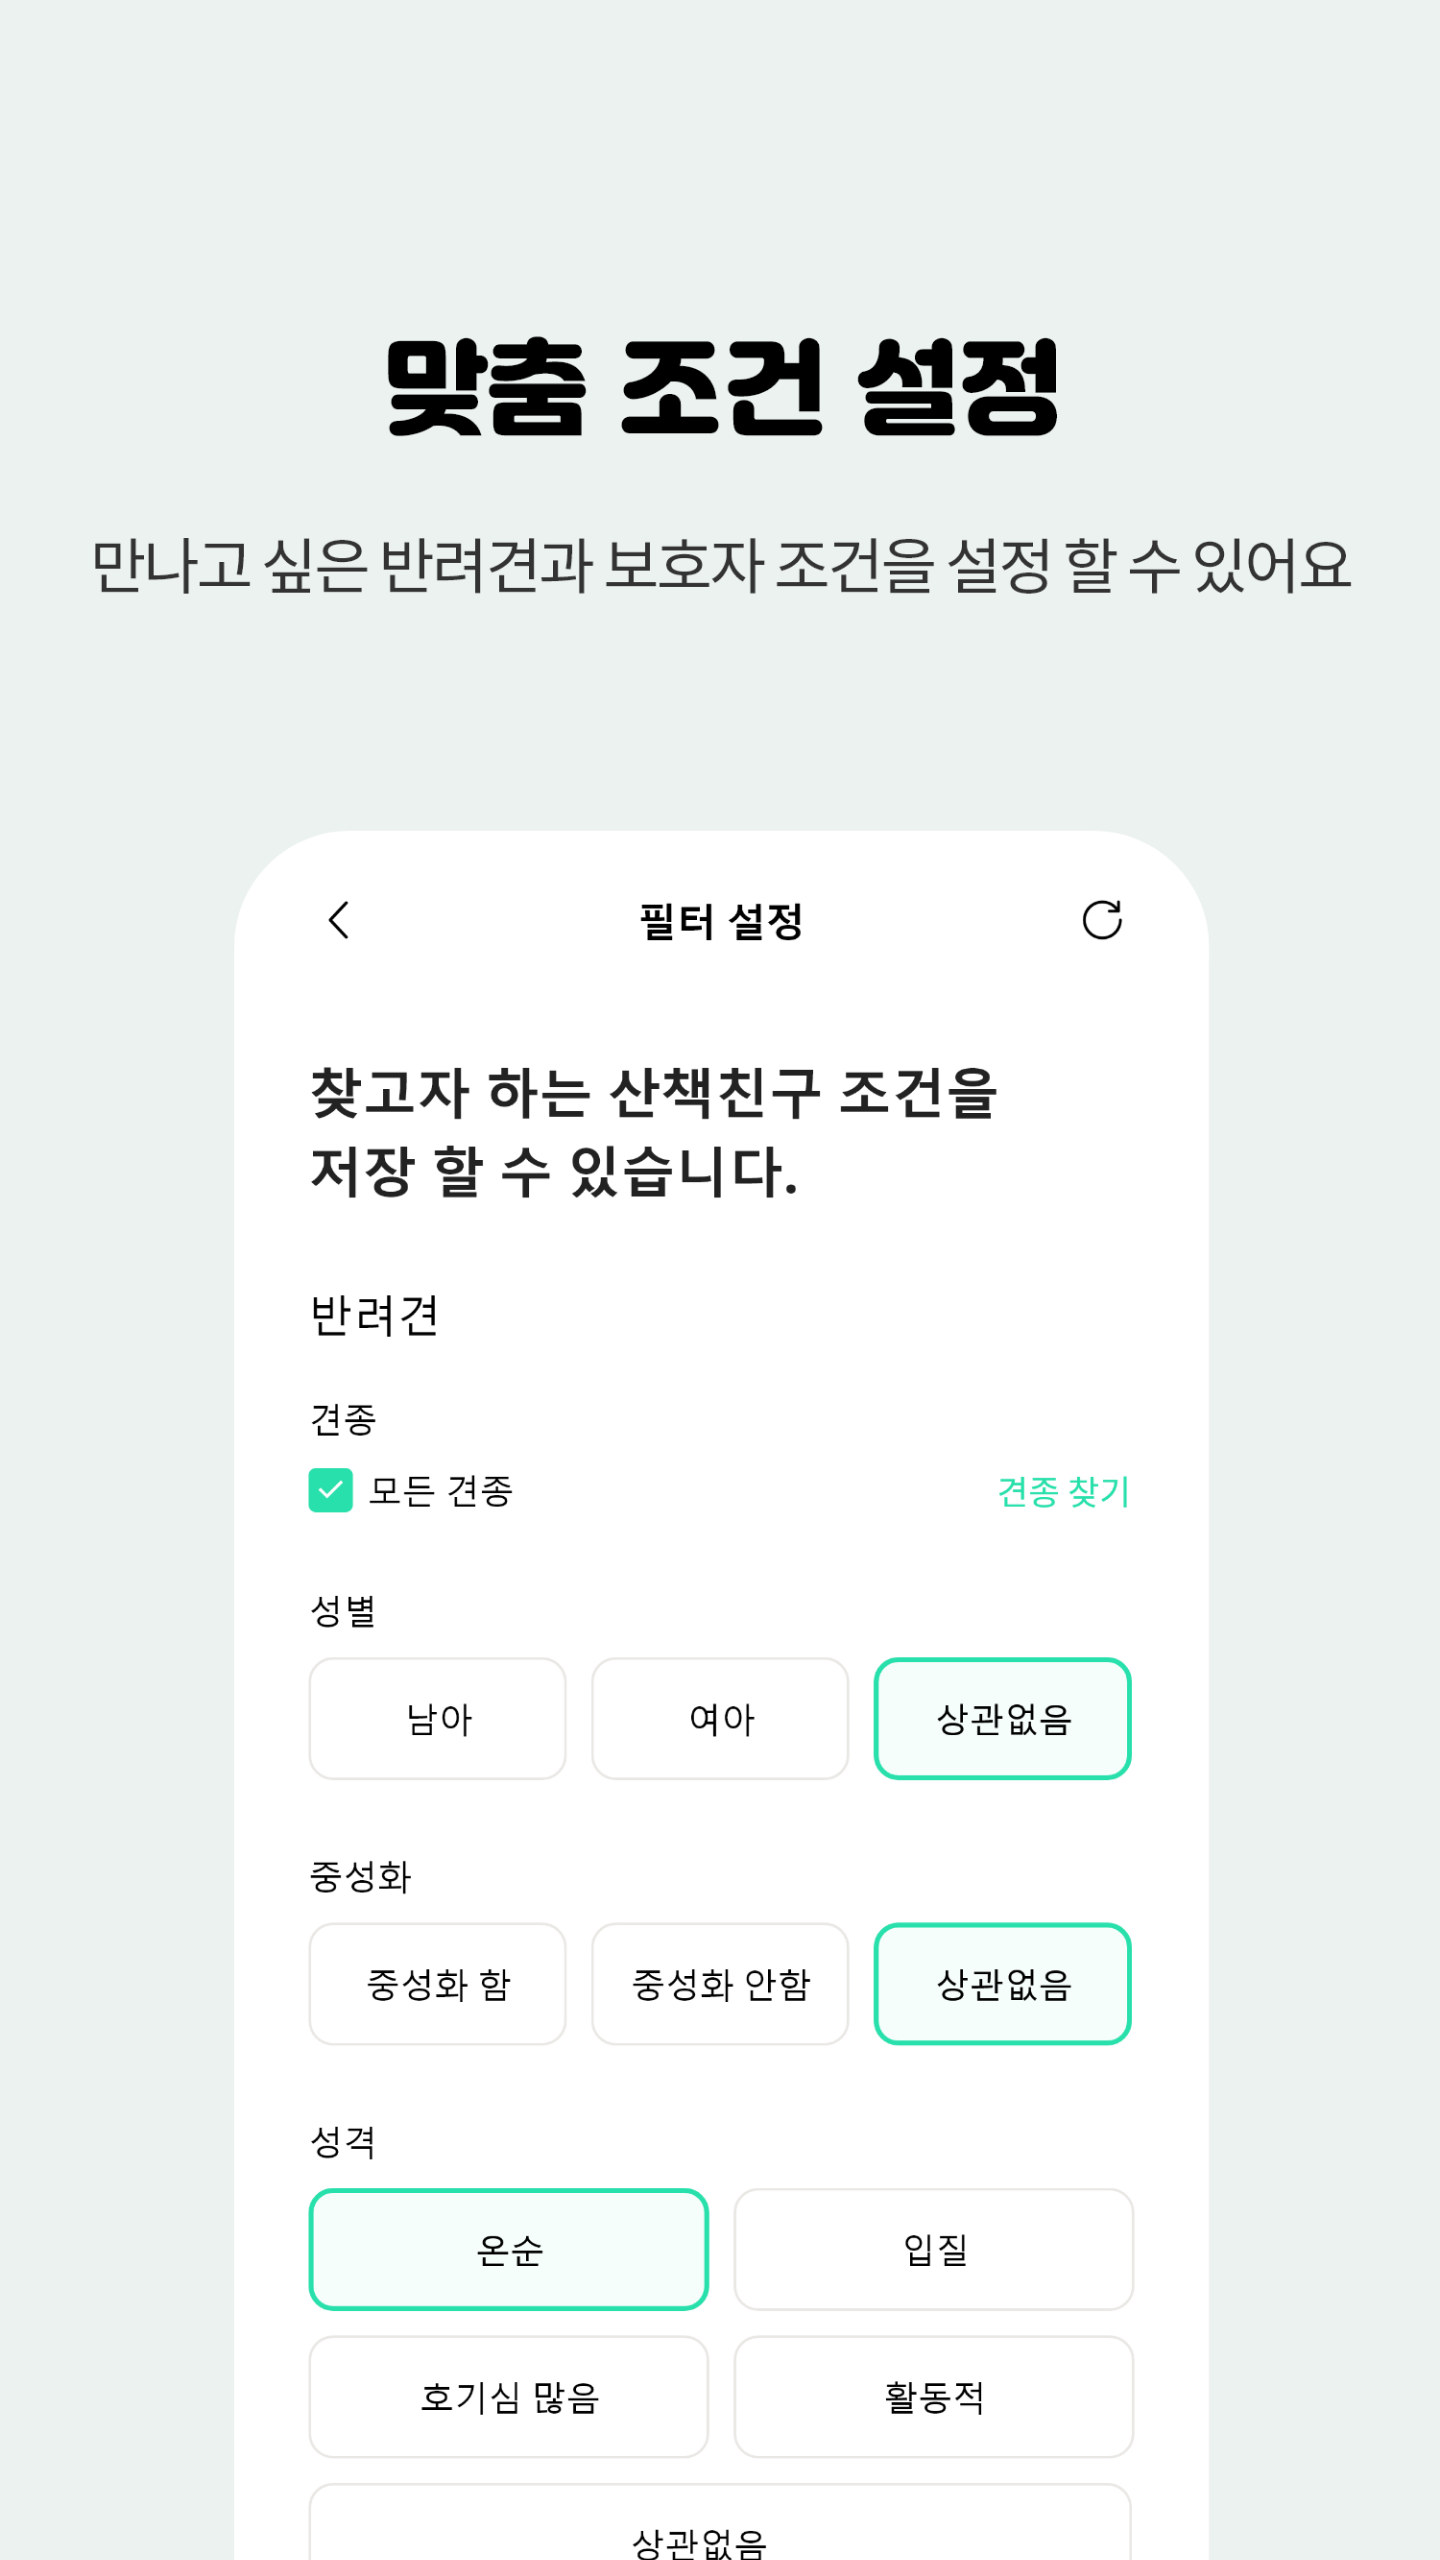 맞춤 조건 설정
만나고 싶은 반려견과 보호자 조건을 설정 할 수 있어요
필터 설정
찾고자 하는 산책친구 조건을
저장 할 수 있습니다.
반려견
견종
모든 견종 견종 찾기
성별
남아 여아 상관없음
중성화
중성화 함 중성화 안함 상관없음
성격
온순 입질
호기심 많음 활동적
상관없음